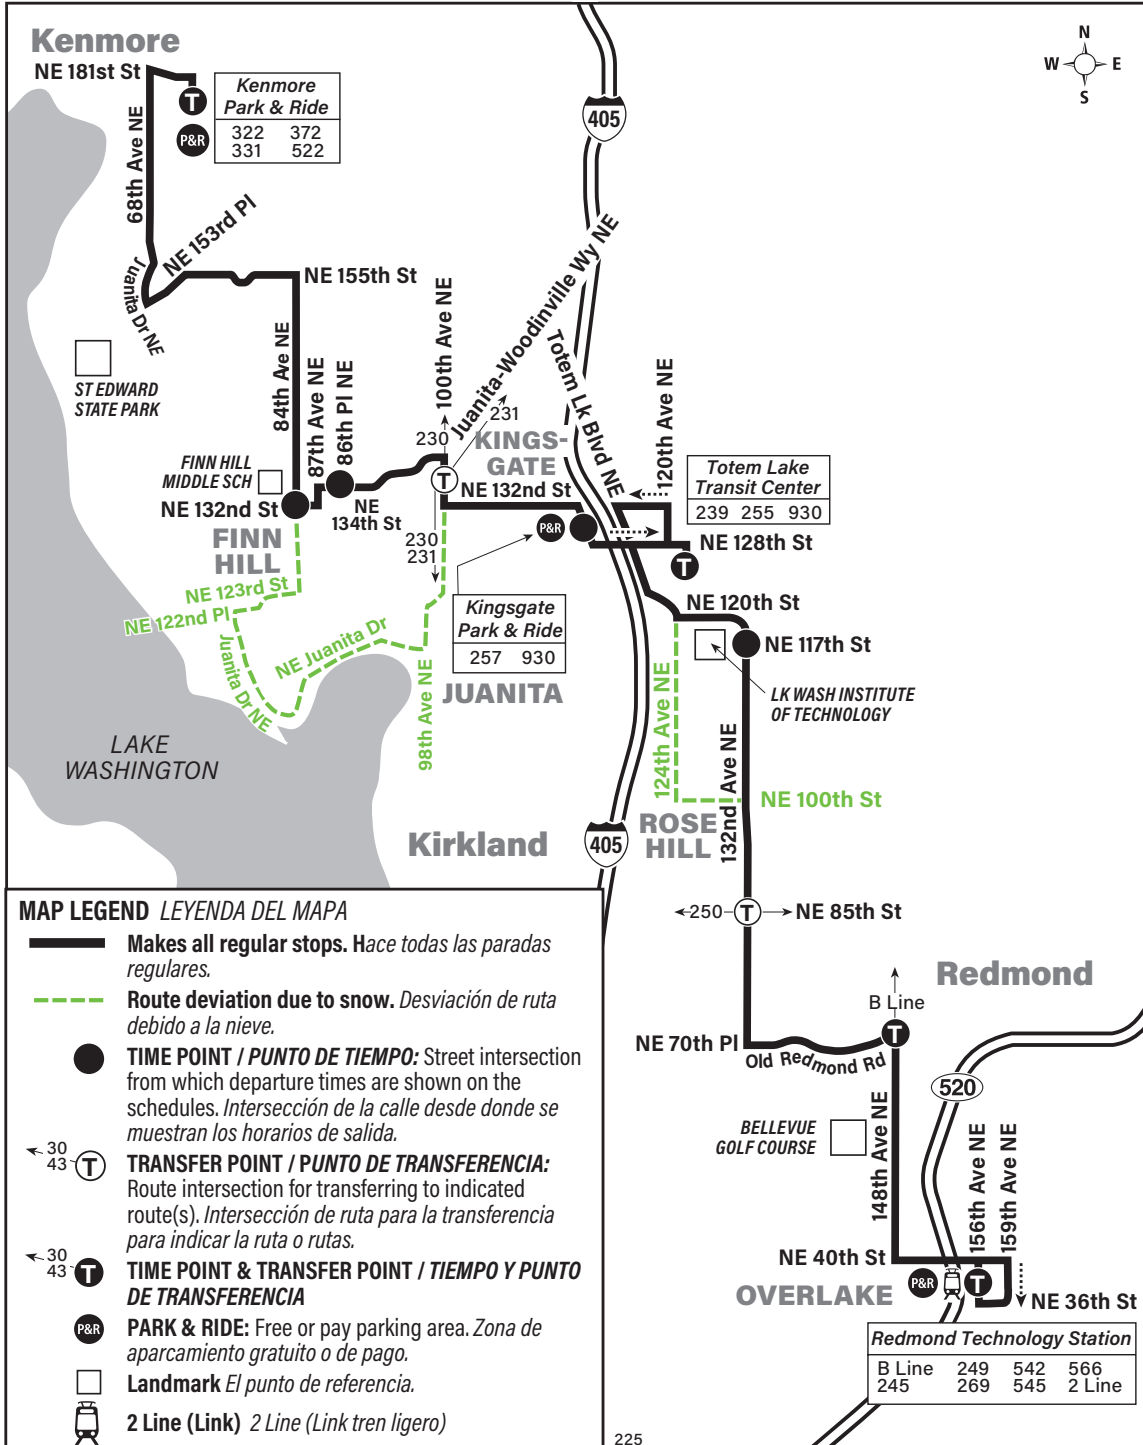 Kenmore
NE 181st St
N
W E
S
Kenmore
Park & Ride
322 372
331 522
T
P&R
405
68th Ave NE
NE 153rd Pl
Juanita Dr NE
NE 155th St
ST EDWARD
STATE PARK
84th Ave NE
87th Ave NE
86th Pl NE
100th Ave NE
Juanita-Woodinville Wy NE
Totem Lk Blvd NE
120th Ave NE
230
231
KINGS-
GATE
FINN HILL
MIDDLE SCH
NE 132nd St
NE
134th St
T
NE 132nd St
Totem Lake
Transit Center
239 255 930
FINN
HILL
230
231
P&R
NE 128th St
T
NE 123rd St
NE 122nd Pl
Juanita Dr NE
NE Juanita Dr
98th Ave NE
Kingsgate
Park & Ride
257 930
JUANITA
NE 120th St
NE 117th St
LK WASH INSTITUTE
OF TECHNOLOGY
124th Ave NE
132nd Ave NE
NE 100th St
LAKE
WASHINGTON
Kirkland
405
ROSE
HILL
250
T
NE 85th St
Redmond
B Line
T
NE 70th Pl
Old Redmond Rd
520
BELLEVUE
GOLF COURSE
148th Ave NE
156th Ave NE
159th Ave NE
NE 40th St
OVERLAKE
P&R
T
NE 36th St
Redmond Technology Station
B Line 249 542 566
245 269 545 2 Line
MAP LEGEND LEYENDA DEL MAPA
Makes all regular stops. Hace todas las paradas
regulares.
Route deviation due to snow. Desviación de ruta
debido a la nieve.
TIME POINT / PUNTO DE TIEMPO: Street intersection
from which departure times are shown on the
schedules. Intersección de la calle desde donde se
muestran los horarios de salida.
30
43 T
TRANSFER POINT / PUNTO DE TRANSFERENCIA:
Route intersection for transferring to indicated
route(s). Intersección de ruta para la transferencia
para indicar la ruta o rutas.
30
43 T
TIME POINT & TRANSFER POINT / TIEMPO Y PUNTO
DE TRANSFERENCIA
P&R
PARK & RIDE: Free or pay parking area. Zona de
aparcamiento gratuito o de pago.
Landmark El punto de referencia.
2 Line (Link) 2 Line (Link tren ligero)
225